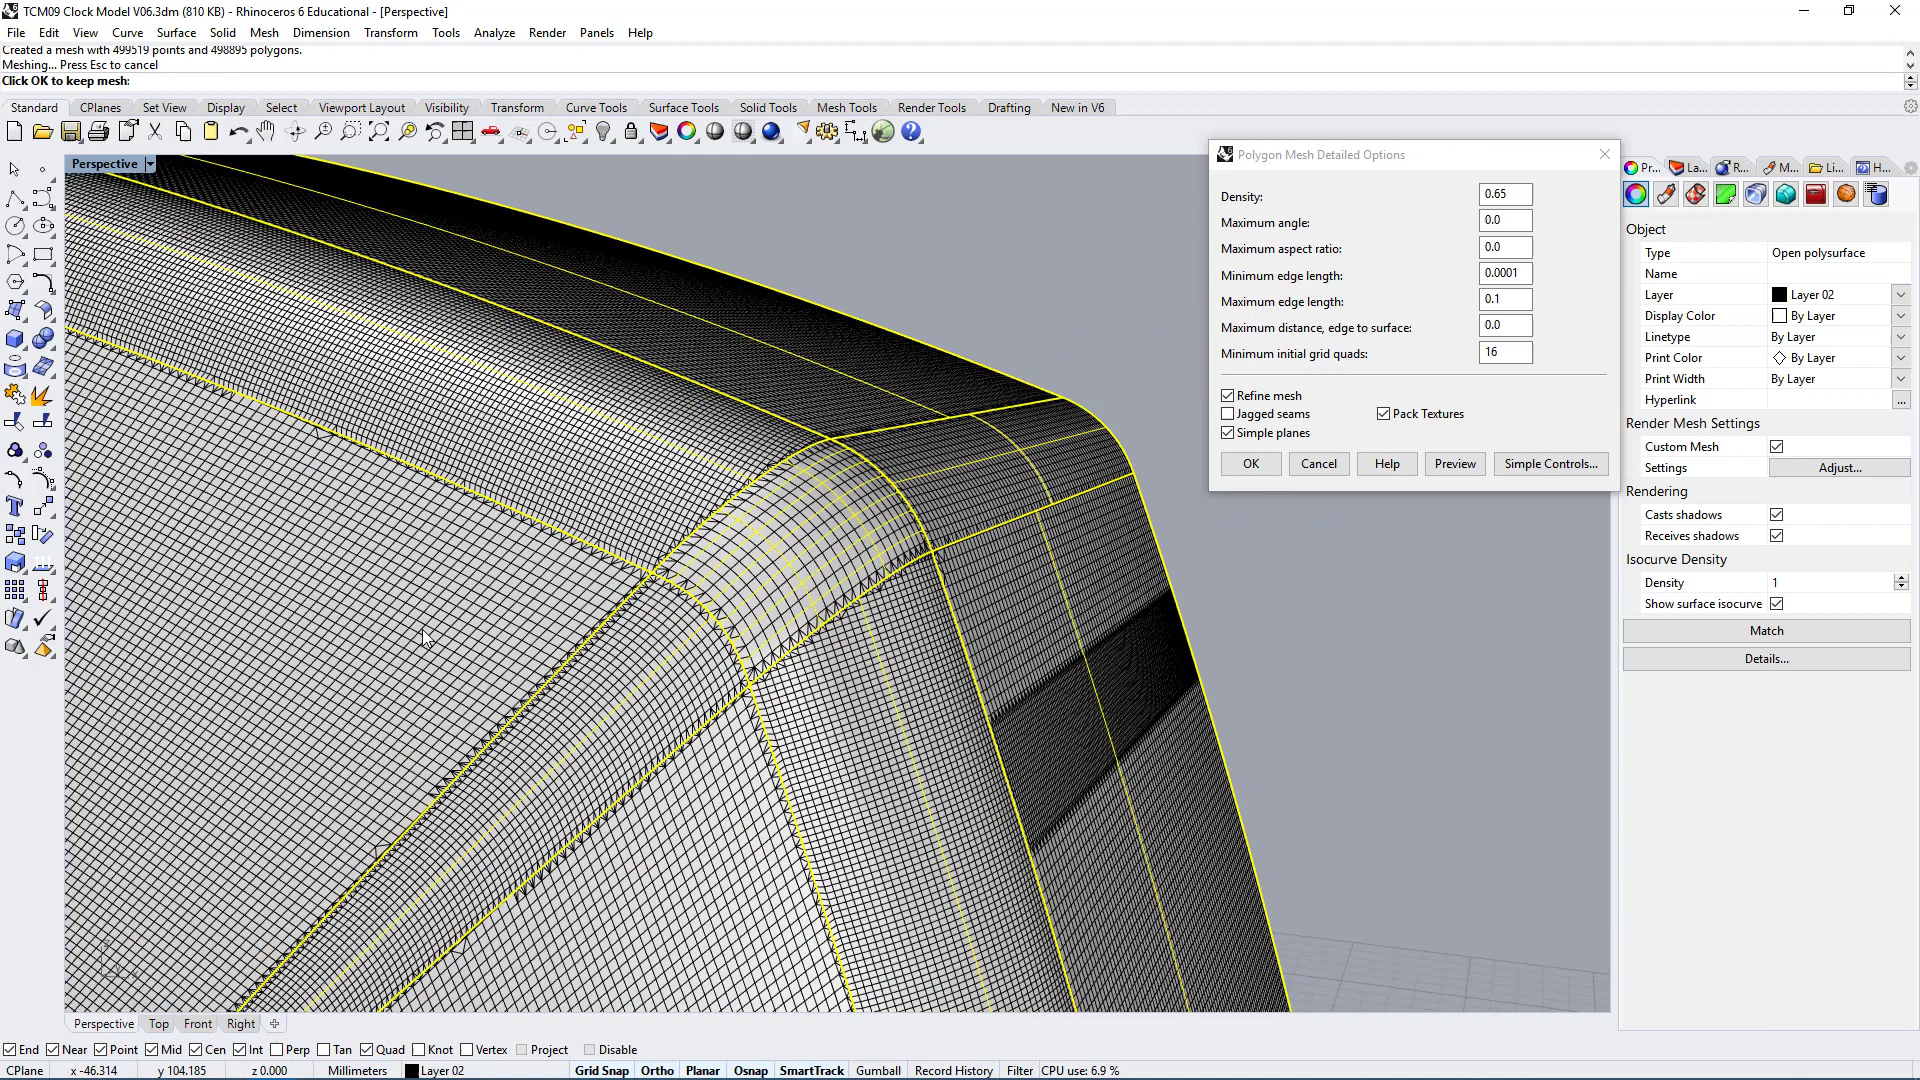 TCM09 Clock Model V06.3dm (810 KB) - Rhinoceros 6 Educational - [Perspective]
File Edit View Curve Surface Solid Mesh Dimension Transform Tools Analyze Render Panels Help
Created a mesh with 499519 points and 498895 polygons.
Meshing... Press Esc to cancel
Click OK to keep mesh:
Standard CPlanes Set View Display Select Viewport Layout Visibility Transform Curve Tools Surface Tools Solid Tools Mesh Tools Render Tools Drafting New in V6
Perspective
Polygon Mesh Detailed Options
Density: 0.65
Maximum angle: 0.0
Maximum aspect ratio: 0.0
Minimum edge length: 0.0001
Maximum edge length: 0.1
Maximum distance, edge to surface: 0.0
Minimum initial grid quads: 16
Refine mesh
Jagged seams Pack Textures
Simple planes
OK Cancel Help Preview Simple Controls...
Pr... La... R... M... Li... H...
Object
Type Open polysurface
Name
Layer Layer 02
Display Color By Layer
Linetype By Layer
Print Color By Layer
Print Width By Layer
Hyperlink ...
Render Mesh Settings
Custom Mesh
Settings Adjust...
Rendering
Casts shadows
Receives shadows
Isocurve Density
Density 1
Show surface isocurve
Match
Details...
Perspective Top Front Right
End Near Point Mid Cen Int Perp Tan Quad Knot Vertex Project Disable
CPlane x -46.314 y 104.185 z 0.000 Millimeters Layer 02 Grid Snap Ortho Planar Osnap SmartTrack Gumball Record History Filter CPU use: 6.9 %